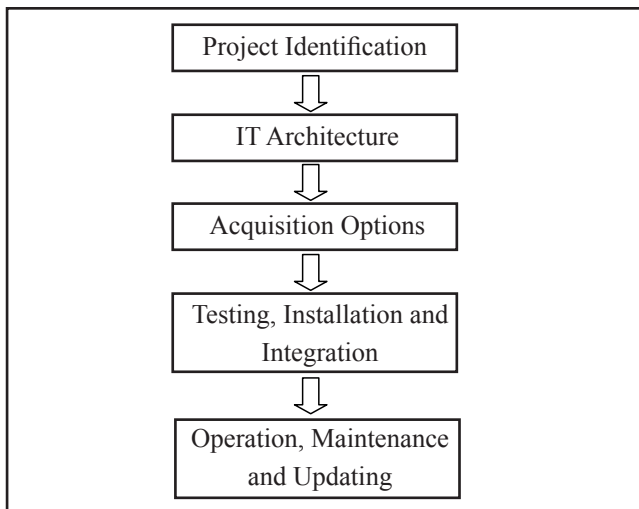 Project Identification
IT Architecture
Acquisition Options
Testing, Installation and
Integration
Operation, Maintenance
and Updating